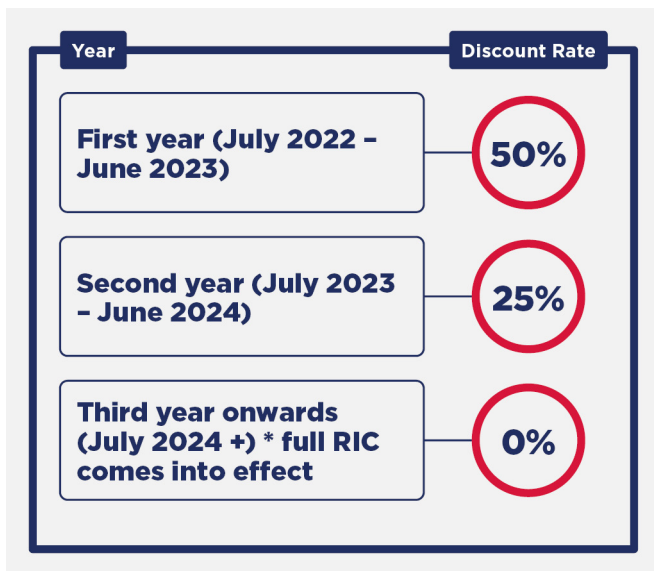 Year
Discount Rate
First year (July 2022 –
June 2023)
50%
Second year (July 2023
– June 2024)
25%
Third year onwards
(July 2024 +) * full RIC
comes into effect
0%